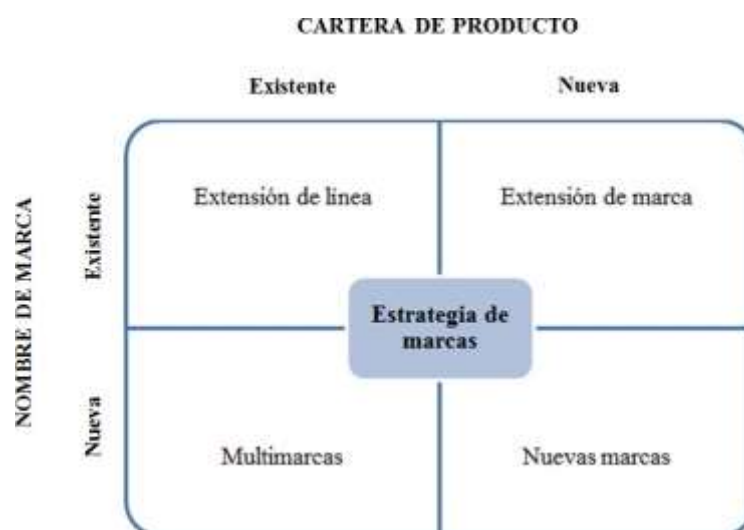 CARTERA DE PRODUCTO
Existente Nueva
NOMBRE DE MARCA
Existente
Extensión de línea Extensión de marca
Estrategia de
marcas
Nueva
Multimarcas Nuevas marcas